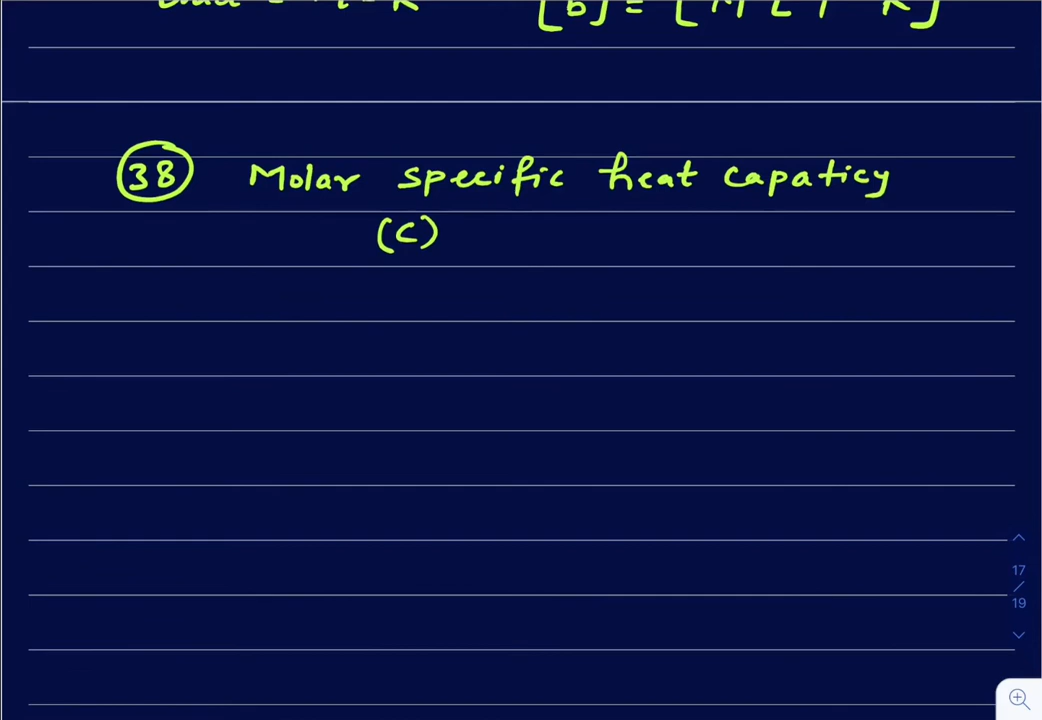 [b] = [M L T K]
38 Molar specific heat capaticy
(C)
17
/
19